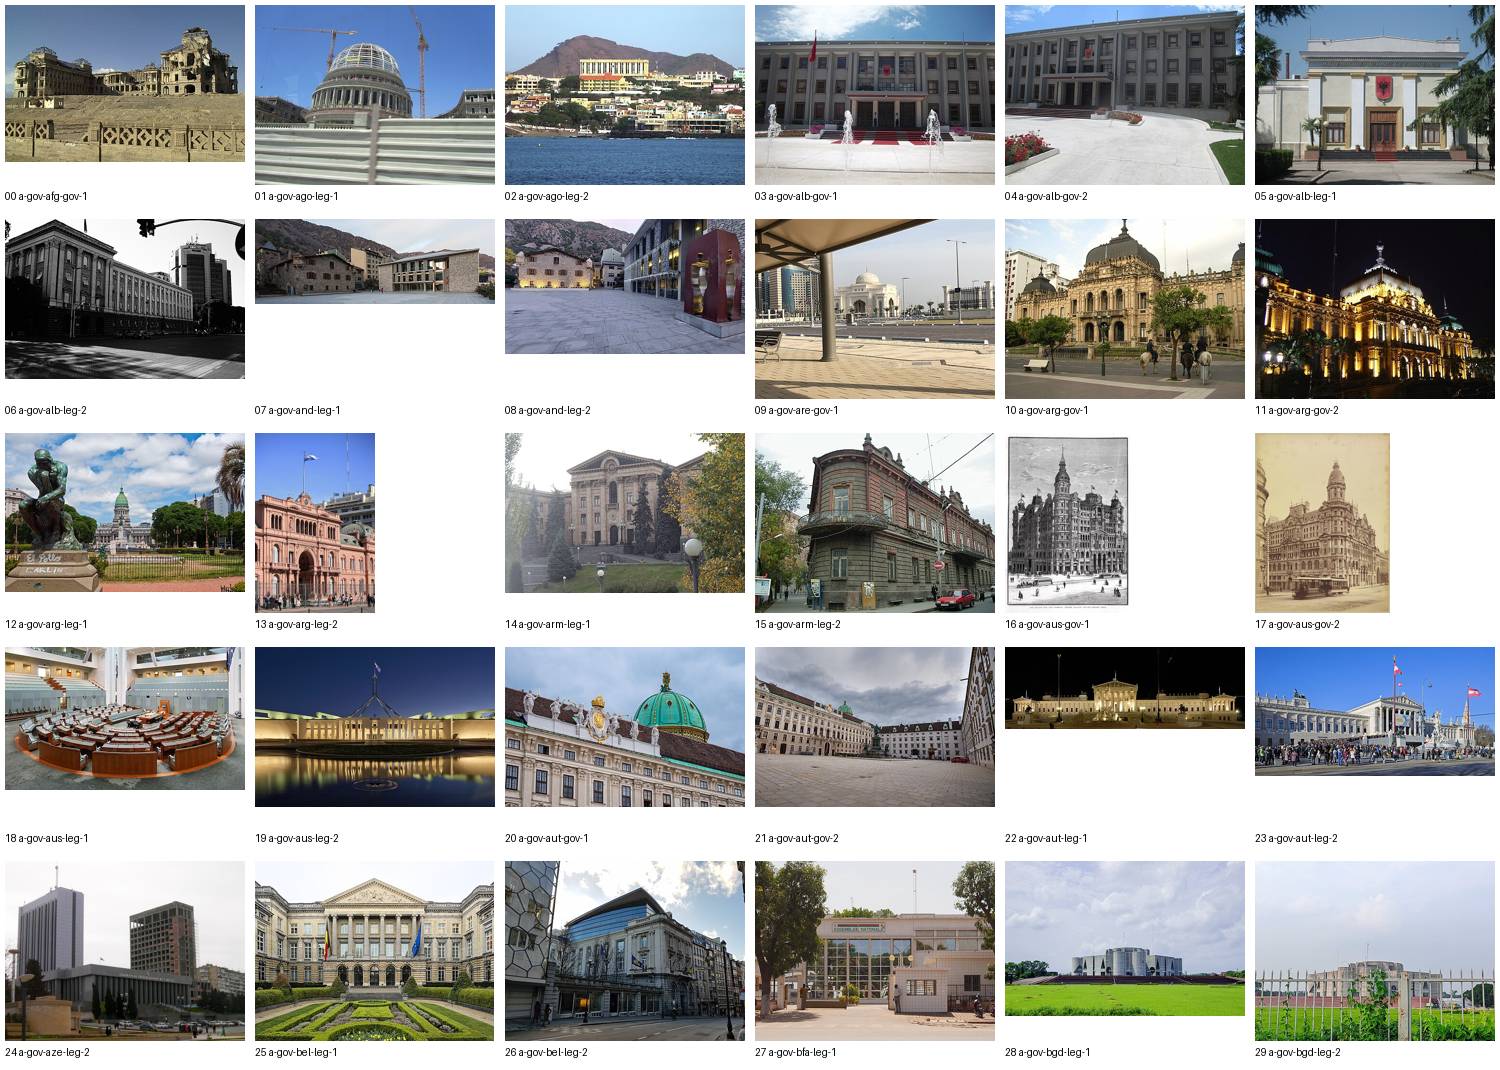 00 a-gov-afg-gov-1
01 a-gov-ago-leg-1
02 a-gov-ago-leg-2
03 a-gov-alb-gov-1
04 a-gov-alb-gov-2
05 a-gov-alb-leg-1
06 a-gov-alb-leg-2
07 a-gov-and-leg-1
08 a-gov-and-leg-2
09 a-gov-are-gov-1
10 a-gov-arg-gov-1
11 a-gov-arg-gov-2
El Pollo
CARLIN
12 a-gov-arg-leg-1
13 a-gov-arg-leg-2
14 a-gov-arm-leg-1
15 a-gov-arm-leg-2
16 a-gov-aus-gov-1
17 a-gov-aus-gov-2
18 a-gov-aus-leg-1
19 a-gov-aus-leg-2
20 a-gov-aut-gov-1
21 a-gov-aut-gov-2
22 a-gov-aut-leg-1
23 a-gov-aut-leg-2
ASSEMBLEE NATIONALE
24 a-gov-aze-leg-2
25 a-gov-bel-leg-1
26 a-gov-bel-leg-2
27 a-gov-bfa-leg-1
28 a-gov-bgd-leg-1
29 a-gov-bgd-leg-2